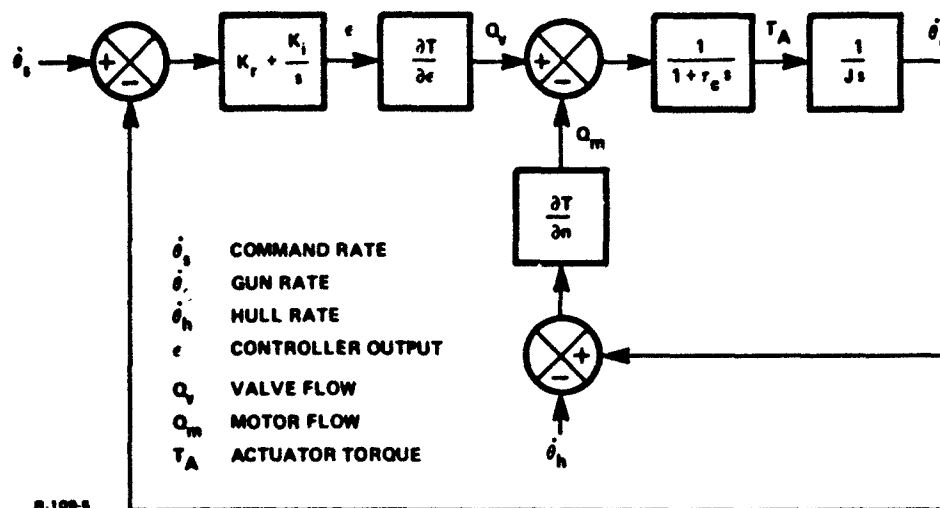 θ̇s
+
−
Kr + Ki/s
ϵ
∂T/∂ϵ
Qv
+
−
1/(1 + τc s)
TA
1/Js
Qm
∂T/∂n
+
−
θ̇h
θ̇s COMMAND RATE
θ̇ GUN RATE
θ̇h HULL RATE
ϵ CONTROLLER OUTPUT
Qv VALVE FLOW
Qm MOTOR FLOW
TA ACTUATOR TORQUE